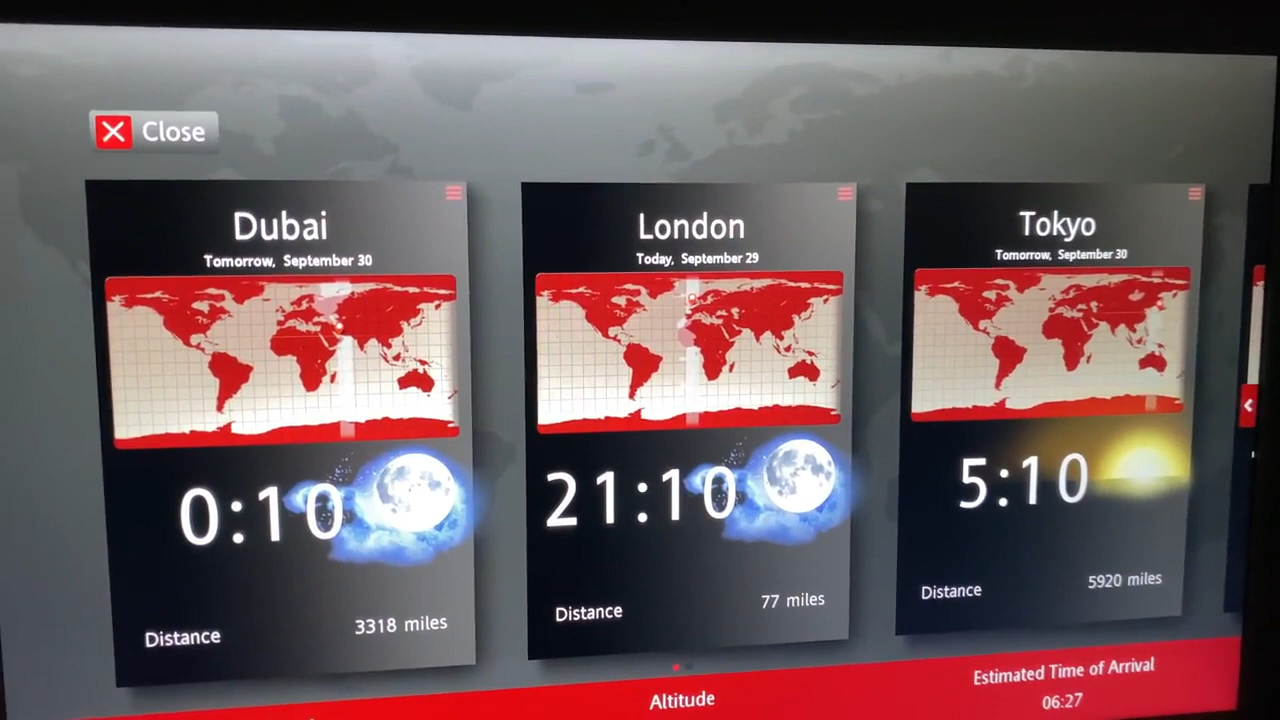 Close
Dubai
Tomorrow, September 30
0:10
Distance
3318 miles
London
Today, September 29
21:10
Distance
77 miles
Tokyo
Tomorrow, September 30
5:10
Distance
5920 miles
Altitude
Estimated Time of Arrival
06:27